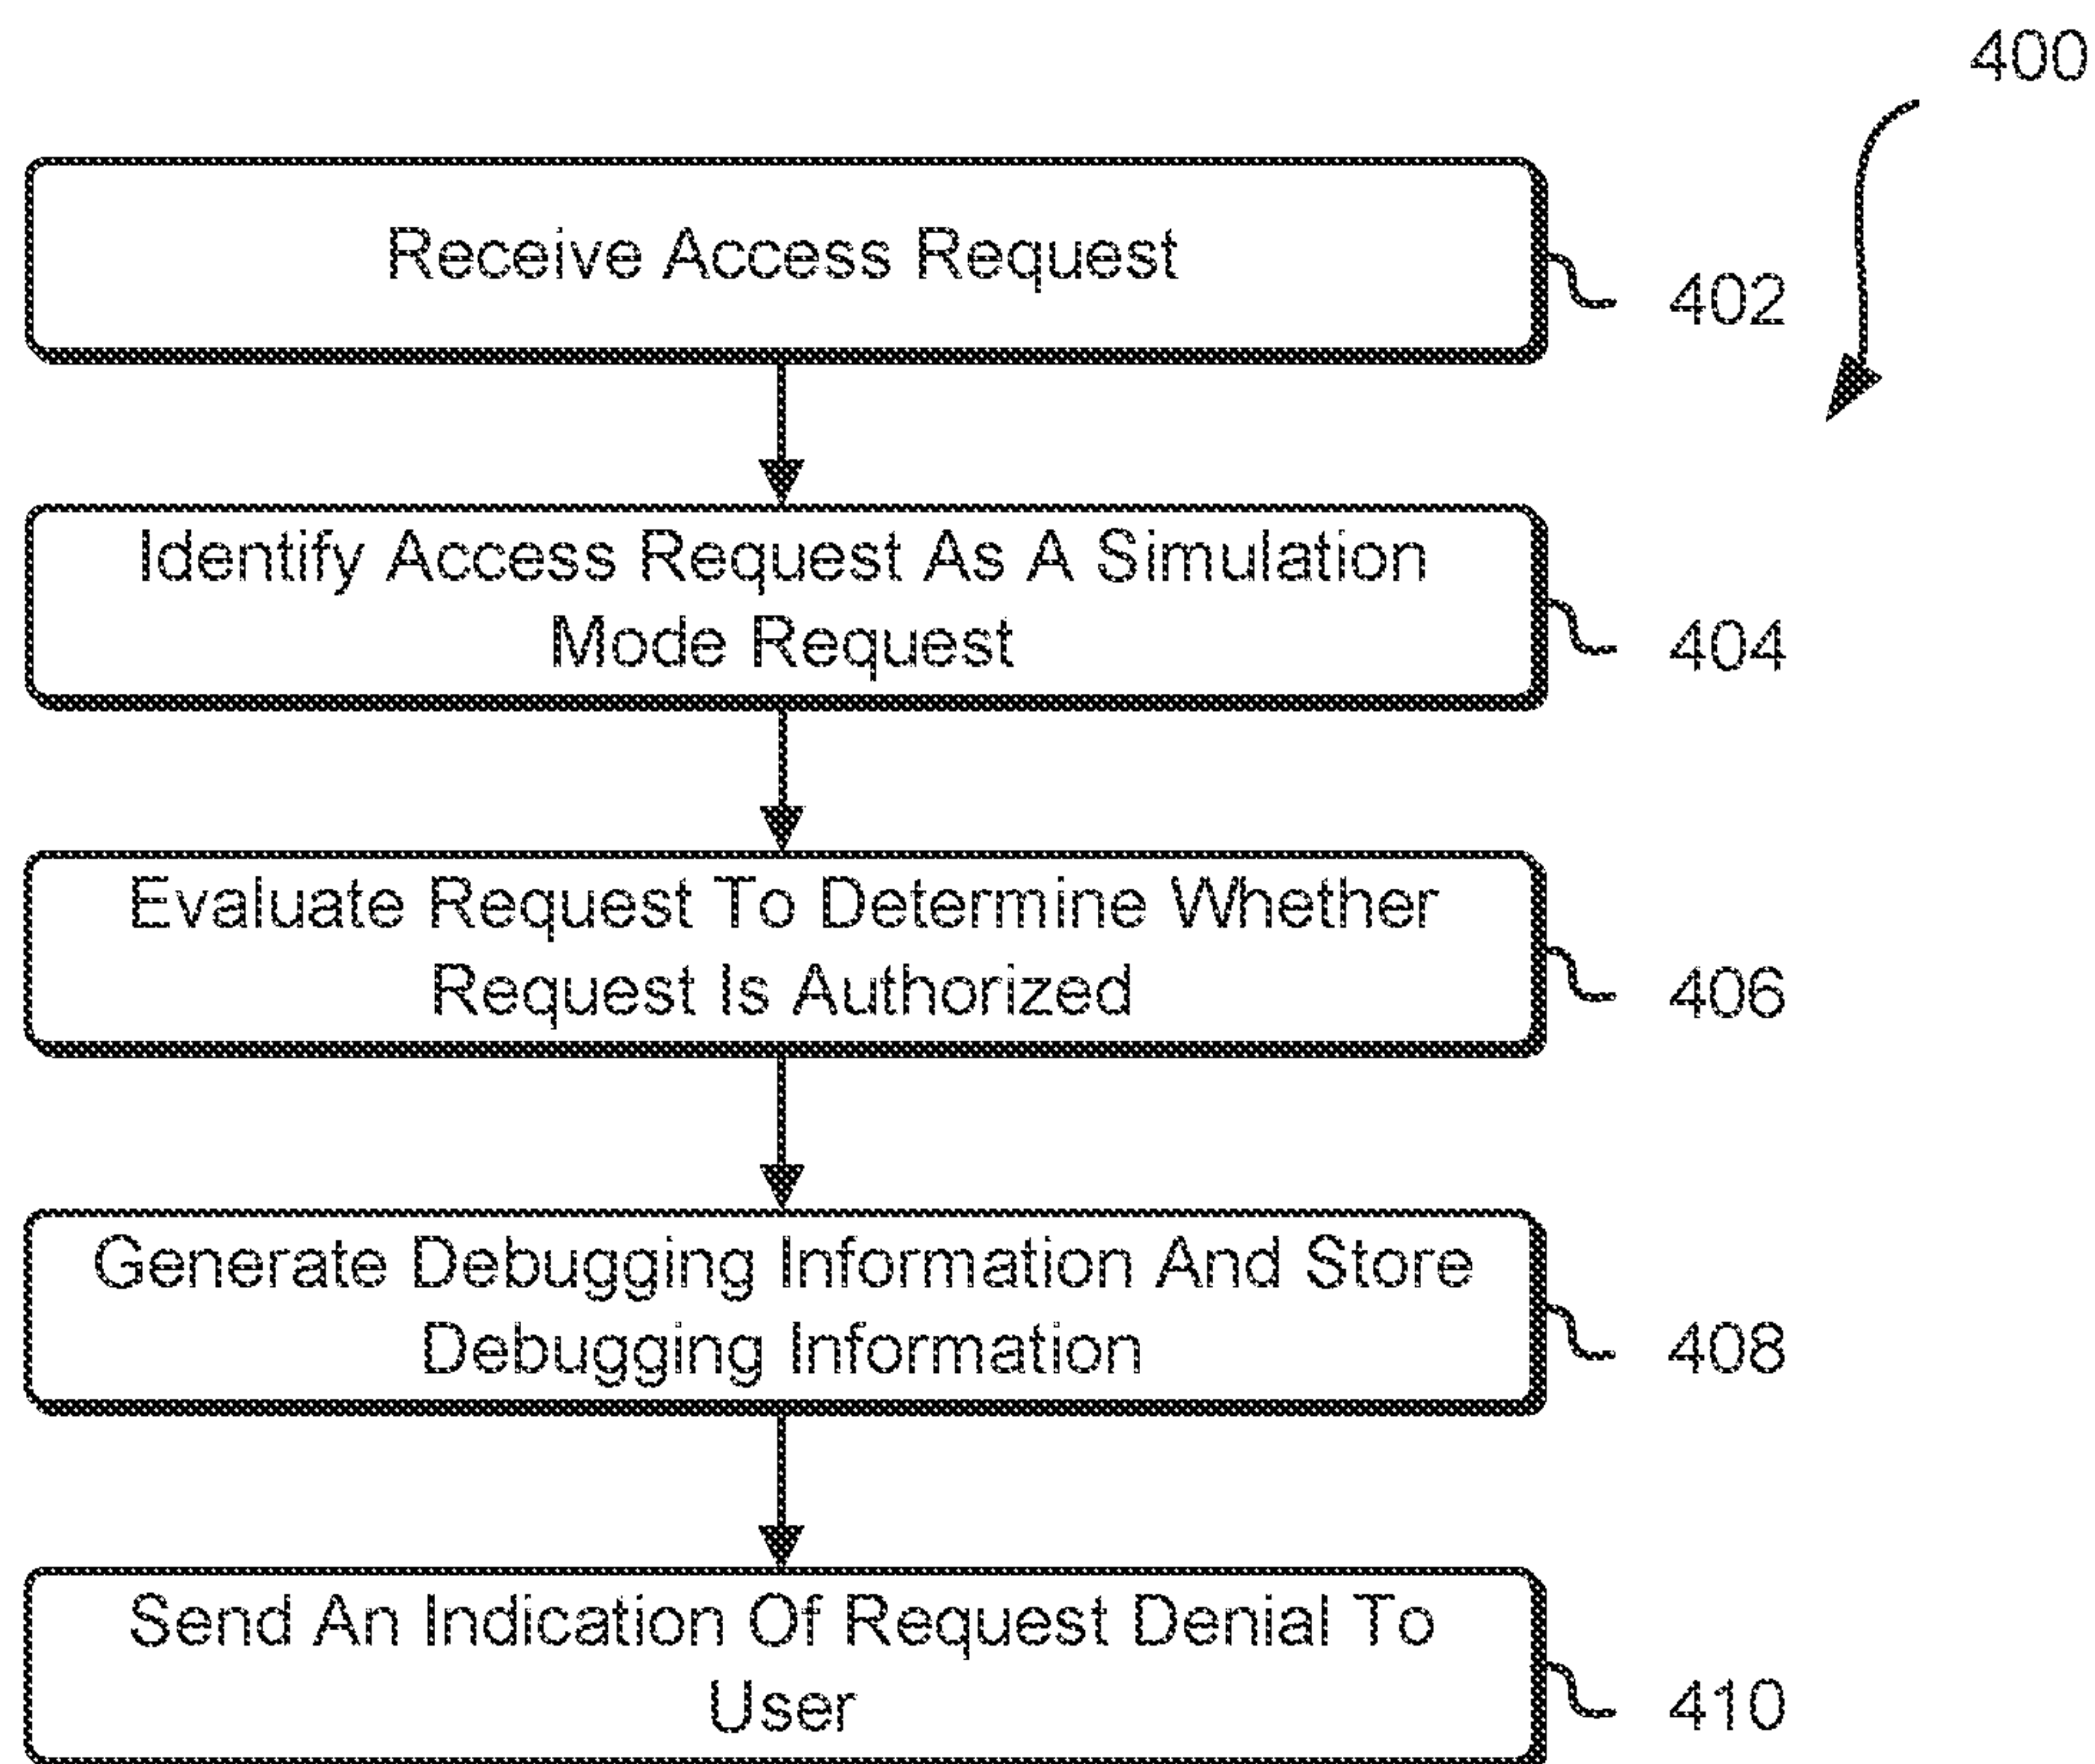 400
Receive Access Request
402
Identify Access Request As A Simulation
Mode Request
404
Evaluate Request To Determine Whether
Request Is Authorized
406
Generate Debugging Information And Store
Debugging Information
408
Send An Indication Of Request Denial To
User
410